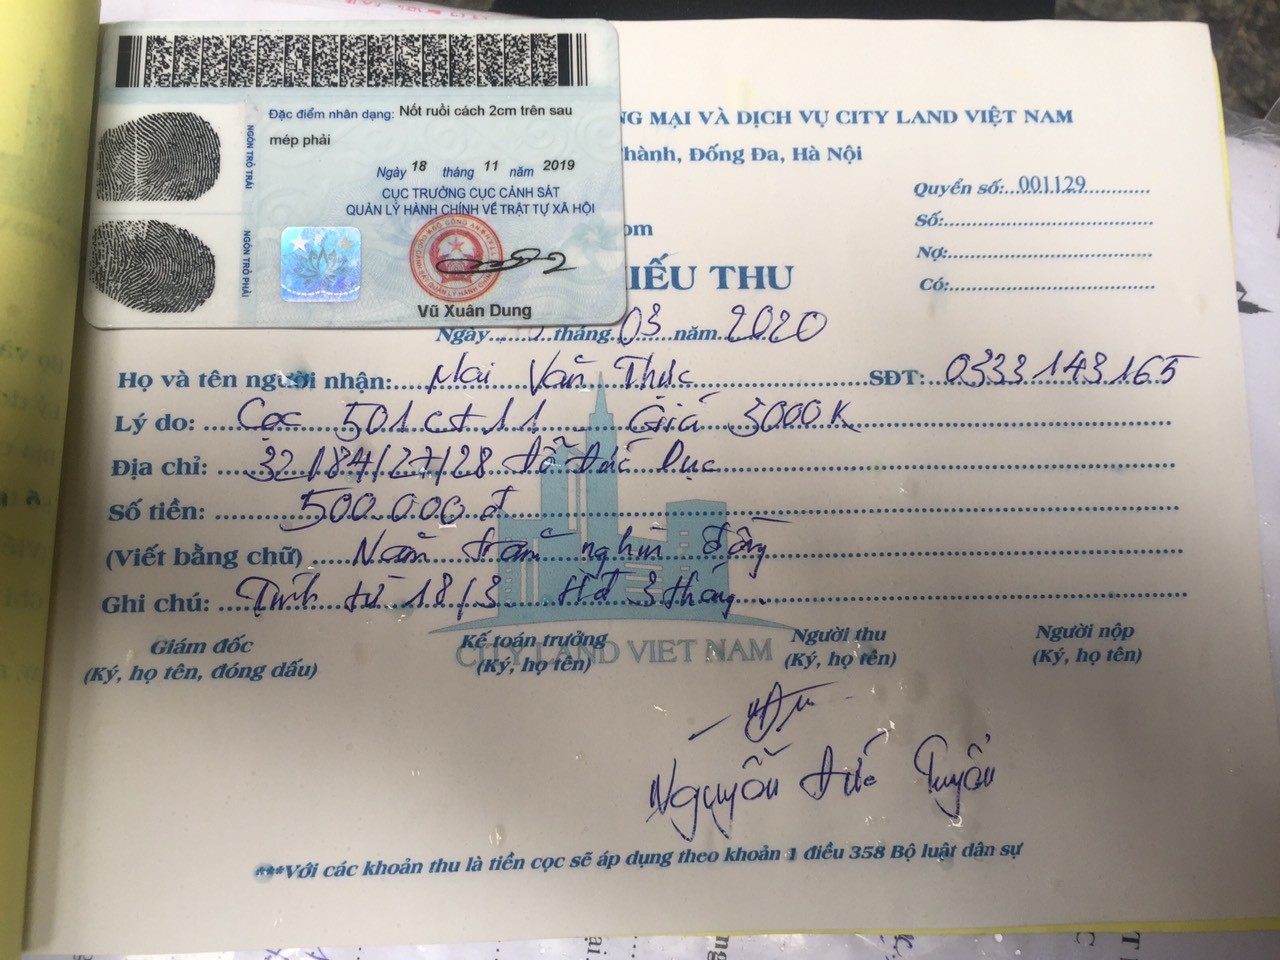 Đặc điểm nhân dạng: Nốt ruồi cách 2cm trên sau
mép phải
NGÓN TRỎ TRÁI
NGÓN TRỎ PHẢI
Ngày 18 tháng 11 năm 2019
CỤC TRƯỞNG CỤC CẢNH SÁT
QUẢN LÝ HÀNH CHÍNH VỀ TRẬT TỰ XÃ HỘI
Vũ Xuân Dung
NG MẠI VÀ DỊCH VỤ CITY LAND VIỆT NAM
hành, Đống Đa, Hà Nội
om
Quyển số: 001129
Số:
Nợ:
Có:
IẾU THU
Ngày tháng 03 năm 2020
Họ và tên người nhận: Mai Văn Thực SĐT: 0333143165
Lý do: Cọc 501 ct 11 Giá 3000K
Địa chỉ: 32/84/27/28 Đỗ Đức Dục
Số tiền: 500.000 đ
(Viết bằng chữ) Năm trăm nghìn đồng
Ghi chú: Tính từ 18/3 Hđ 3 tháng.
CITY LAND VIET NAM
Giám đốc Kế toán trưởng Người thu Người nộp
(Ký, họ tên, đóng dấu) (Ký, họ tên) (Ký, họ tên) (Ký, họ tên)
Nguyễn Đức Tuyển
***Với các khoản thu là tiền cọc sẽ áp dụng theo khoản 1 điều 358 Bộ luật dân sự